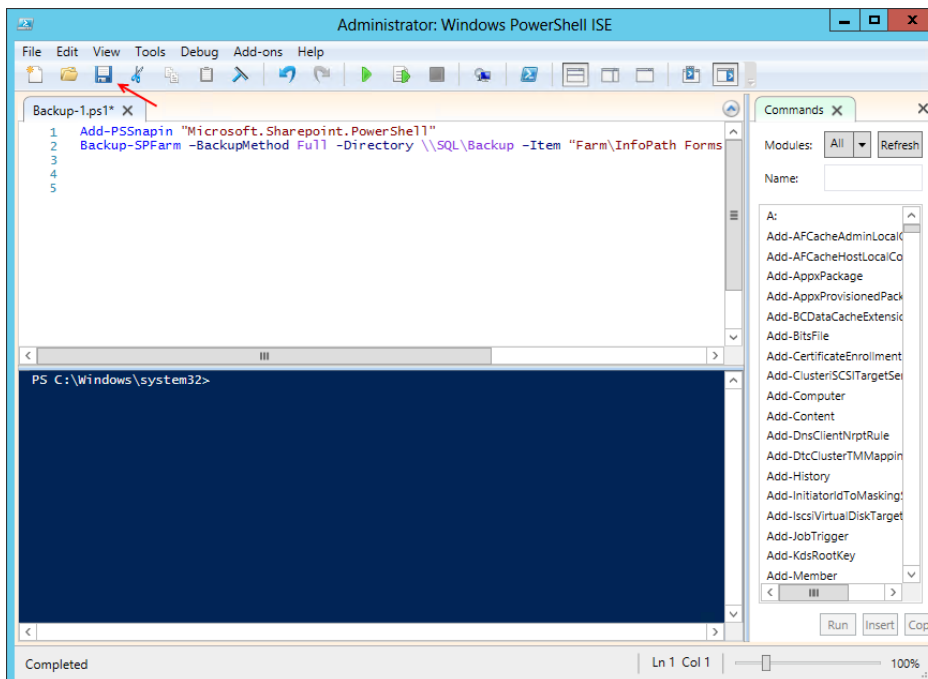 Administrator: Windows PowerShell ISE
File Edit View Tools Debug Add-ons Help
Backup-1.ps1* X
1 Add-PSSnapin "Microsoft.Sharepoint.PowerShell"
2 Backup-SPFarm -BackupMethod Full -Directory \\SQL\Backup -Item “Farm\InfoPath Forms
3
4
5
PS C:\Windows\system32>
Commands X
Modules: All Refresh
Name:
A:
Add-AFCacheAdminLocalC
Add-AFCacheHostLocalCo
Add-AppxPackage
Add-AppxProvisionedPack
Add-BCDataCacheExtensio
Add-BitsFile
Add-CertificateEnrollment
Add-ClusteriSCSITargetSer
Add-Computer
Add-Content
Add-DnsClientNrptRule
Add-DtcClusterTMMappin
Add-History
Add-InitiatorIdToMasking
Add-IscsiVirtualDiskTarget
Add-JobTrigger
Add-KdsRootKey
Add-Member
Run Insert Cop
Completed
Ln 1 Col 1
100%